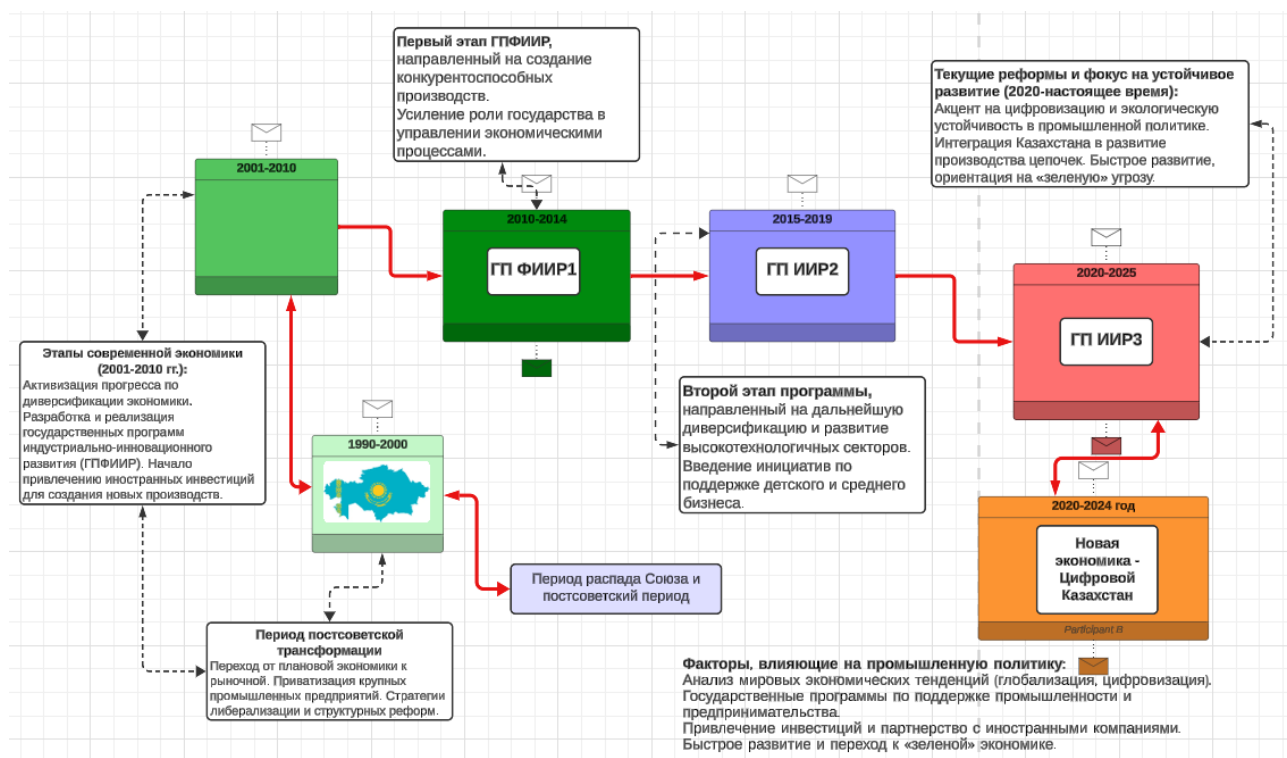 Первый этап ГПФИИР,
направленный на создание
конкурентоспособных
производств.
Усиление роли государства в
управлении экономическими
процессами.
Текущие реформы и фокус на устойчивое
развитие (2020-настоящее время):
Акцент на цифровизацию и экологическую
устойчивость в промышленной политике.
Интеграция Казахстана в развитие
производства цепочек. Быстрое развитие,
ориентация на «зеленую» угрозу.
2001-2010
2010-2014
ГП ФИИР1
2015-2019
ГП ИИР2
2020-2025
ГП ИИР3
Этапы современной экономики
(2001-2010 гг.):
Активизация прогресса по
диверсификации экономики.
Разработка и реализация
государственных программ
индустриально-инновационного
развития (ГПФИИР). Начало
привлечению иностранных инвестиций
для создания новых производств.
1990-2000
Второй этап программы,
направленный на дальнейшую
диверсификацию и развитие
высокотехнологичных секторов.
Введение инициатив по
поддержке детского и среднего
бизнеса.
2020-2024 год
Новая
экономика -
Цифровой
Казахстан
Participant B
Период распада Союза и
постсоветский период
Период постсоветской
трансформации
Переход от плановой экономики к
рыночной. Приватизация крупных
промышленных предприятий. Стратегии
либерализации и структурных реформ.
Факторы, влияющие на промышленную политику:
Анализ мировых экономических тенденций (глобализация, цифровизация).
Государственные программы по поддержке промышленности и
предпринимательства.
Привлечение инвестиций и партнерство с иностранными компаниями.
Быстрое развитие и переход к «зеленой» экономике.